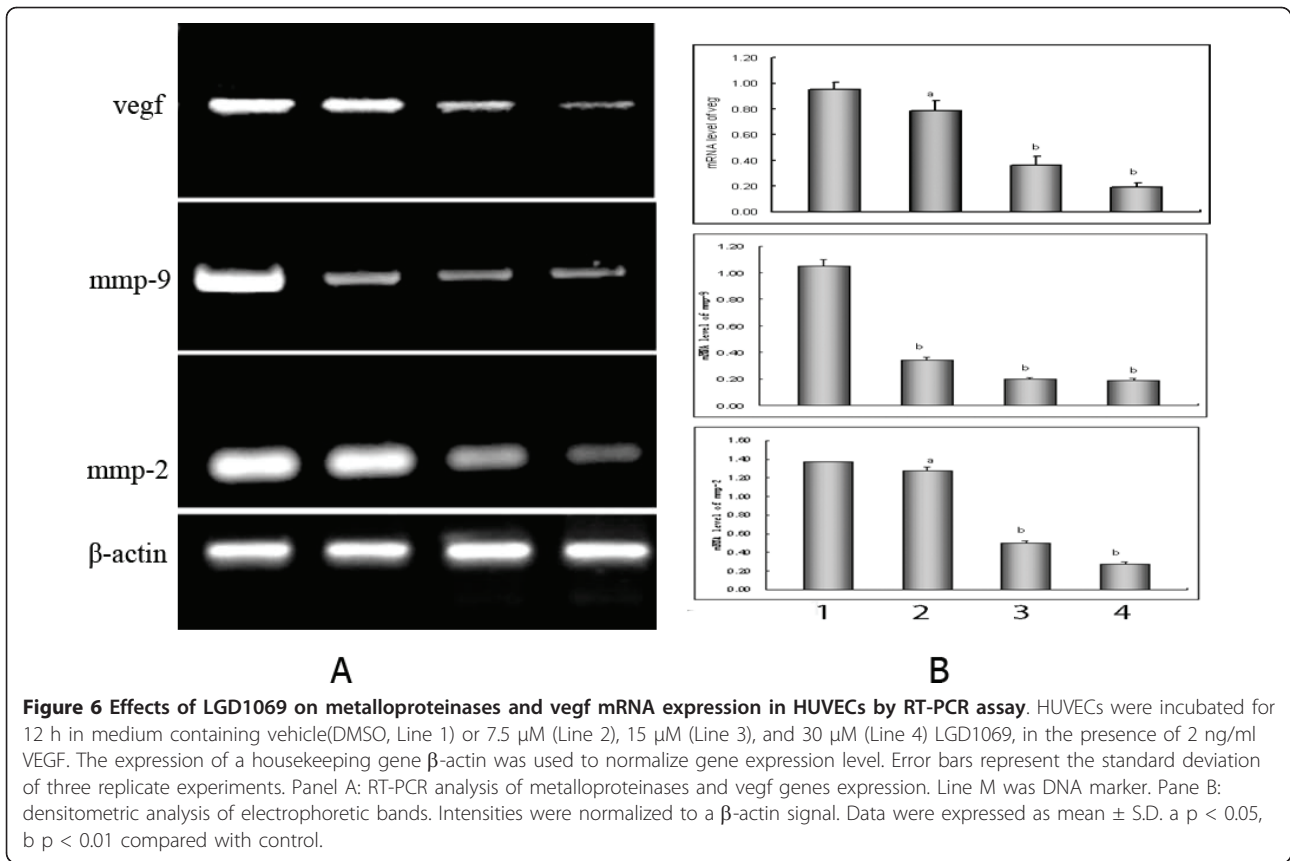 vegf
mmp-9
mmp-2
β-actin
A
1.20
1.00
0.80
0.60
0.40
0.20
0.00
mRNA level of veg
a
b
b
1.20
1.00
0.80
0.60
0.40
0.20
0.00
level of mmp-9
b
b
b
1.60
1.40
1.20
1.00
0.80
0.60
0.40
0.20
0.00
level of mmp-2
a
b
b
1 2 3 4
B
Figure 6 Effects of LGD1069 on metalloproteinases and vegf mRNA expression in HUVECs by RT-PCR assay. HUVECs were incubated for
12 h in medium containing vehicle(DMSO, Line 1) or 7.5 μM (Line 2), 15 μM (Line 3), and 30 μM (Line 4) LGD1069, in the presence of 2 ng/ml
VEGF. The expression of a housekeeping gene β-actin was used to normalize gene expression level. Error bars represent the standard deviation
of three replicate experiments. Panel A: RT-PCR analysis of metalloproteinases and vegf genes expression. Line M was DNA marker. Pane B:
densitometric analysis of electrophoretic bands. Intensities were normalized to a β-actin signal. Data were expressed as mean ± S.D. a p < 0.05,
b p < 0.01 compared with control.